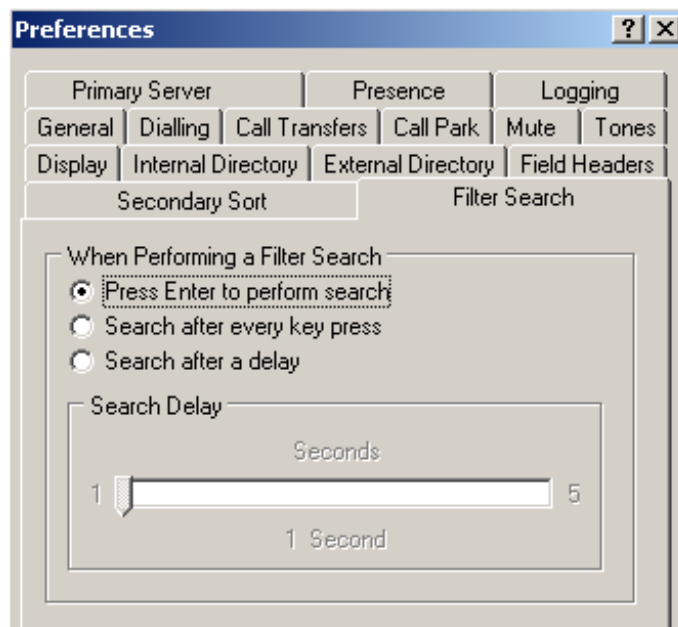 Preferences
Primary Server Presence Logging
General Dialling Call Transfers Call Park Mute Tones
Display Internal Directory External Directory Field Headers
Secondary Sort Filter Search
When Performing a Filter Search
Press Enter to perform search
Search after every key press
Search after a delay
Search Delay
Seconds
1 5
1 Second